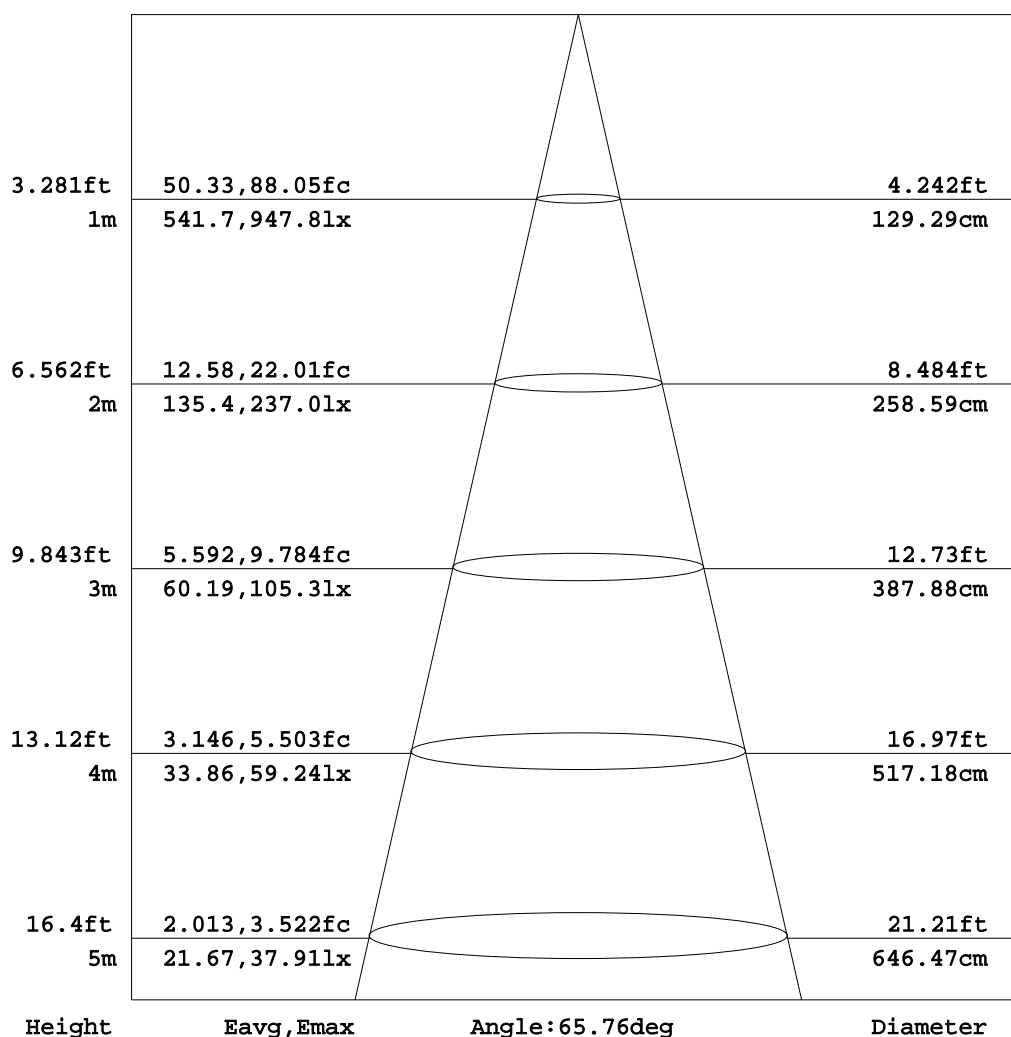 3.281ft 50.33,88.05fc 4.242ft
1m 541.7,947.8lx 129.29cm
6.562ft 12.58,22.01fc 8.484ft
2m 135.4,237.0lx 258.59cm
9.843ft 5.592,9.784fc 12.73ft
3m 60.19,105.3lx 387.88cm
13.12ft 3.146,5.503fc 16.97ft
4m 33.86,59.24lx 517.18cm
16.4ft 2.013,3.522fc 21.21ft
5m 21.67,37.91lx 646.47cm
Height Eavg,Emax Angle:65.76deg Diameter